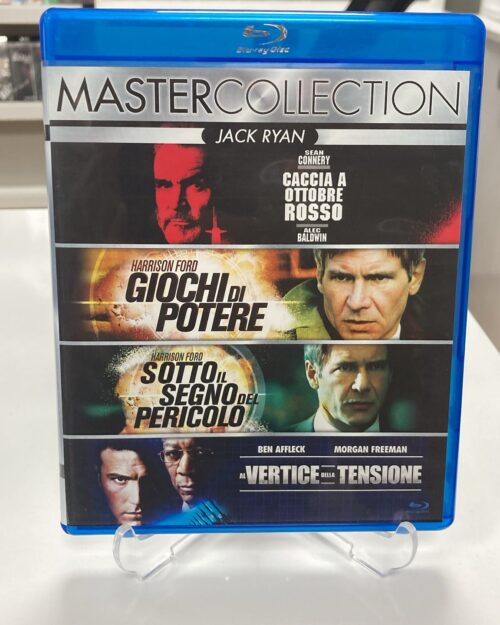 Blu-ray Disc
MASTERCOLLECTION
JACK RYAN
SEAN
CONNERY
CACCIA A
OTTOBRE
ROSSO
ALEC
BALDWIN
HARRISON FORD
GIOCHI DI
POTERE
HARRISON FORD
SOTTO IL
SEGNO DEL
PERICOLO
BEN AFFLECK MORGAN FREEMAN
AL VERTICE DELLA TENSIONE